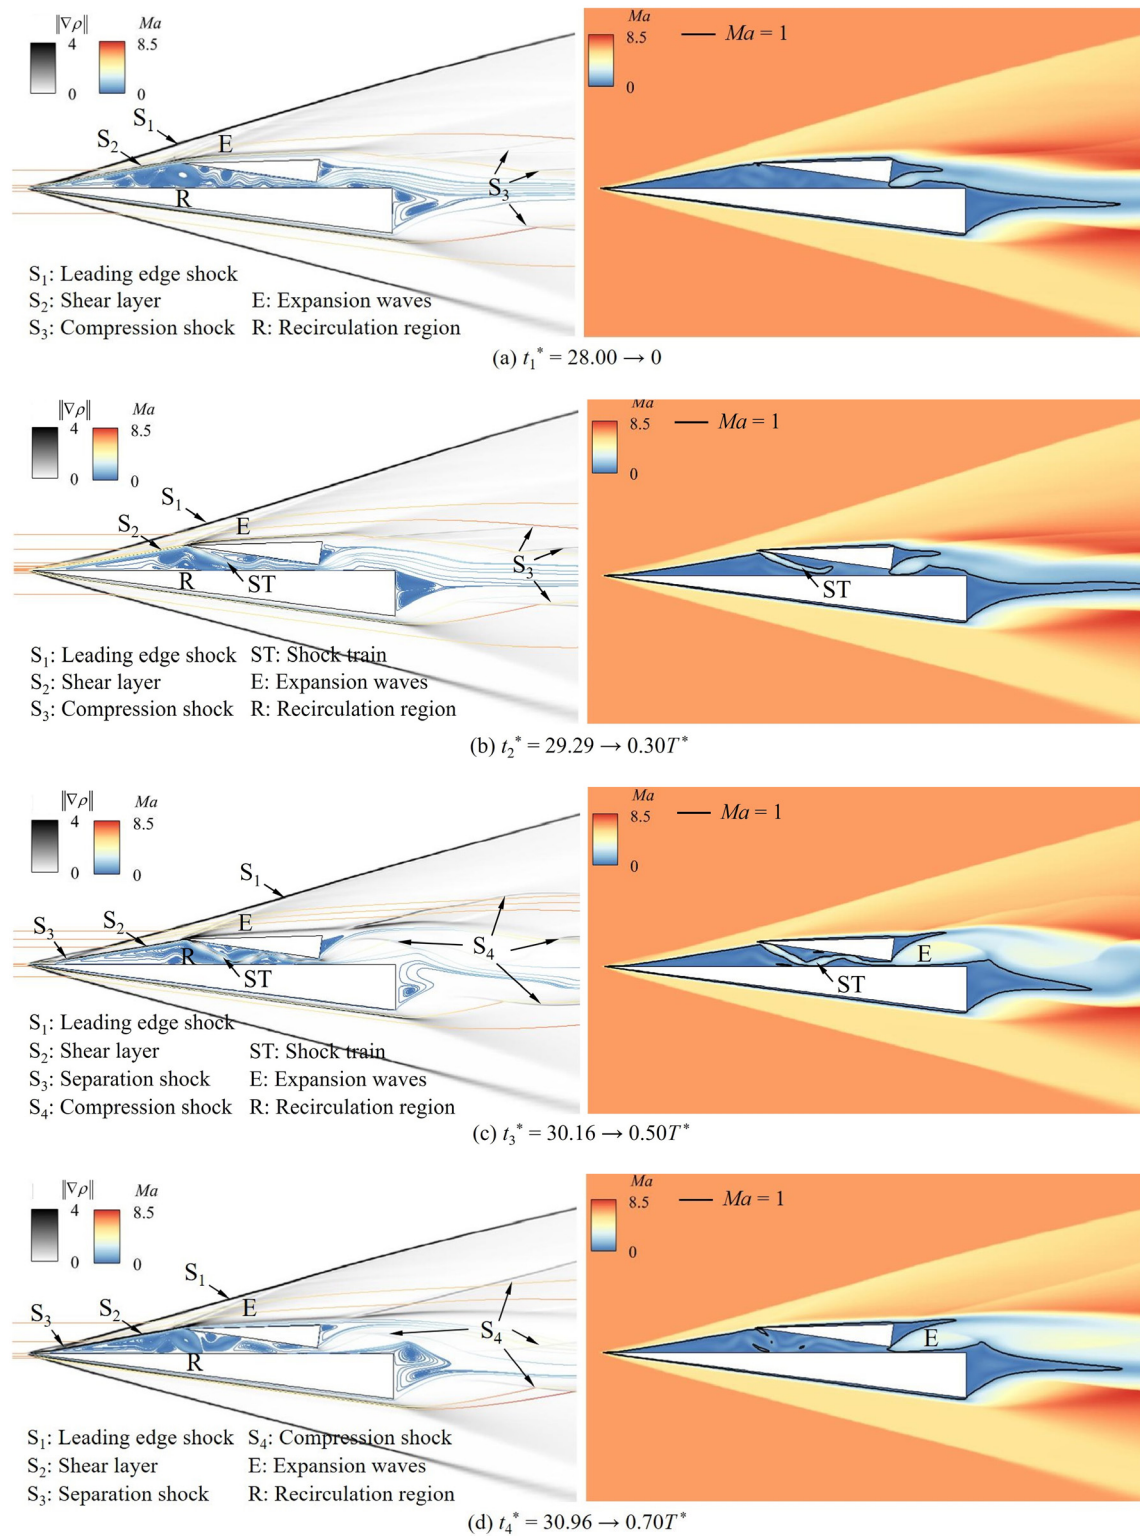 ‖∇ρ‖ Ma Ma
4 8.5 8.5 Ma = 1
0 0 0
S₁
S₂ E
S₃
R
S₁: Leading edge shock
S₂: Shear layer E: Expansion waves
S₃: Compression shock R: Recirculation region
(a) t₁* = 28.00 → 0
‖∇ρ‖ Ma Ma
4 8.5 8.5 Ma = 1
0 0 0
S₁
S₂ E
S₃
R ST ST
S₁: Leading edge shock ST: Shock train
S₂: Shear layer E: Expansion waves
S₃: Compression shock R: Recirculation region
(b) t₂* = 29.29 → 0.30T*
‖∇ρ‖ Ma Ma
4 8.5 8.5 Ma = 1
0 0 0
S₁
S₃ S₂ E
R S₄ E
ST ST
S₁: Leading edge shock
S₂: Shear layer ST: Shock train
S₃: Separation shock E: Expansion waves
S₄: Compression shock R: Recirculation region
(c) t₃* = 30.16 → 0.50T*
‖∇ρ‖ Ma Ma
4 8.5 8.5 Ma = 1
0 0 0
S₁
S₃ S₂ E
S₄ E
R
S₁: Leading edge shock S₄: Compression shock
S₂: Shear layer E: Expansion waves
S₃: Separation shock R: Recirculation region
(d) t₄* = 30.96 → 0.70T*